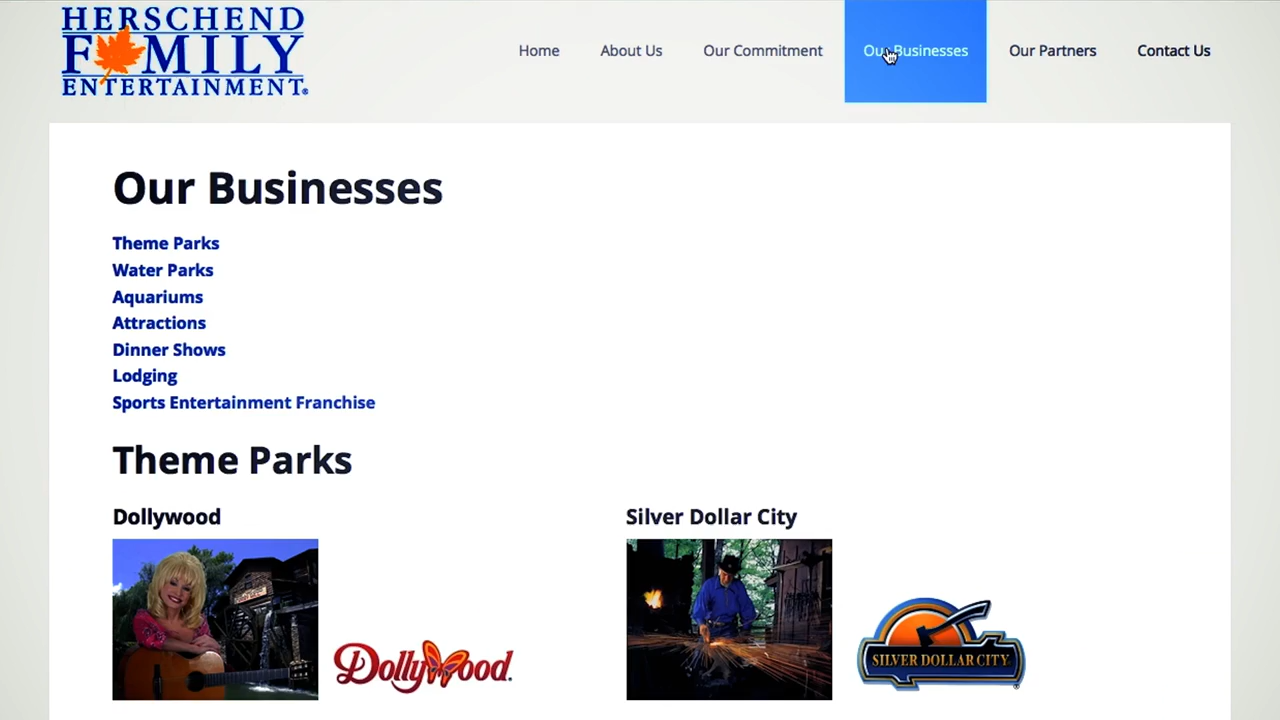 HERSCHEND
FAMILY
ENTERTAINMENT.®
Home
About Us
Our Commitment
Our Businesses
Our Partners
Contact Us
Our Businesses
Theme Parks
Water Parks
Aquariums
Attractions
Dinner Shows
Lodging
Sports Entertainment Franchise
Theme Parks
Dollywood
Silver Dollar City
Dollywood.
SILVER DOLLAR CITY